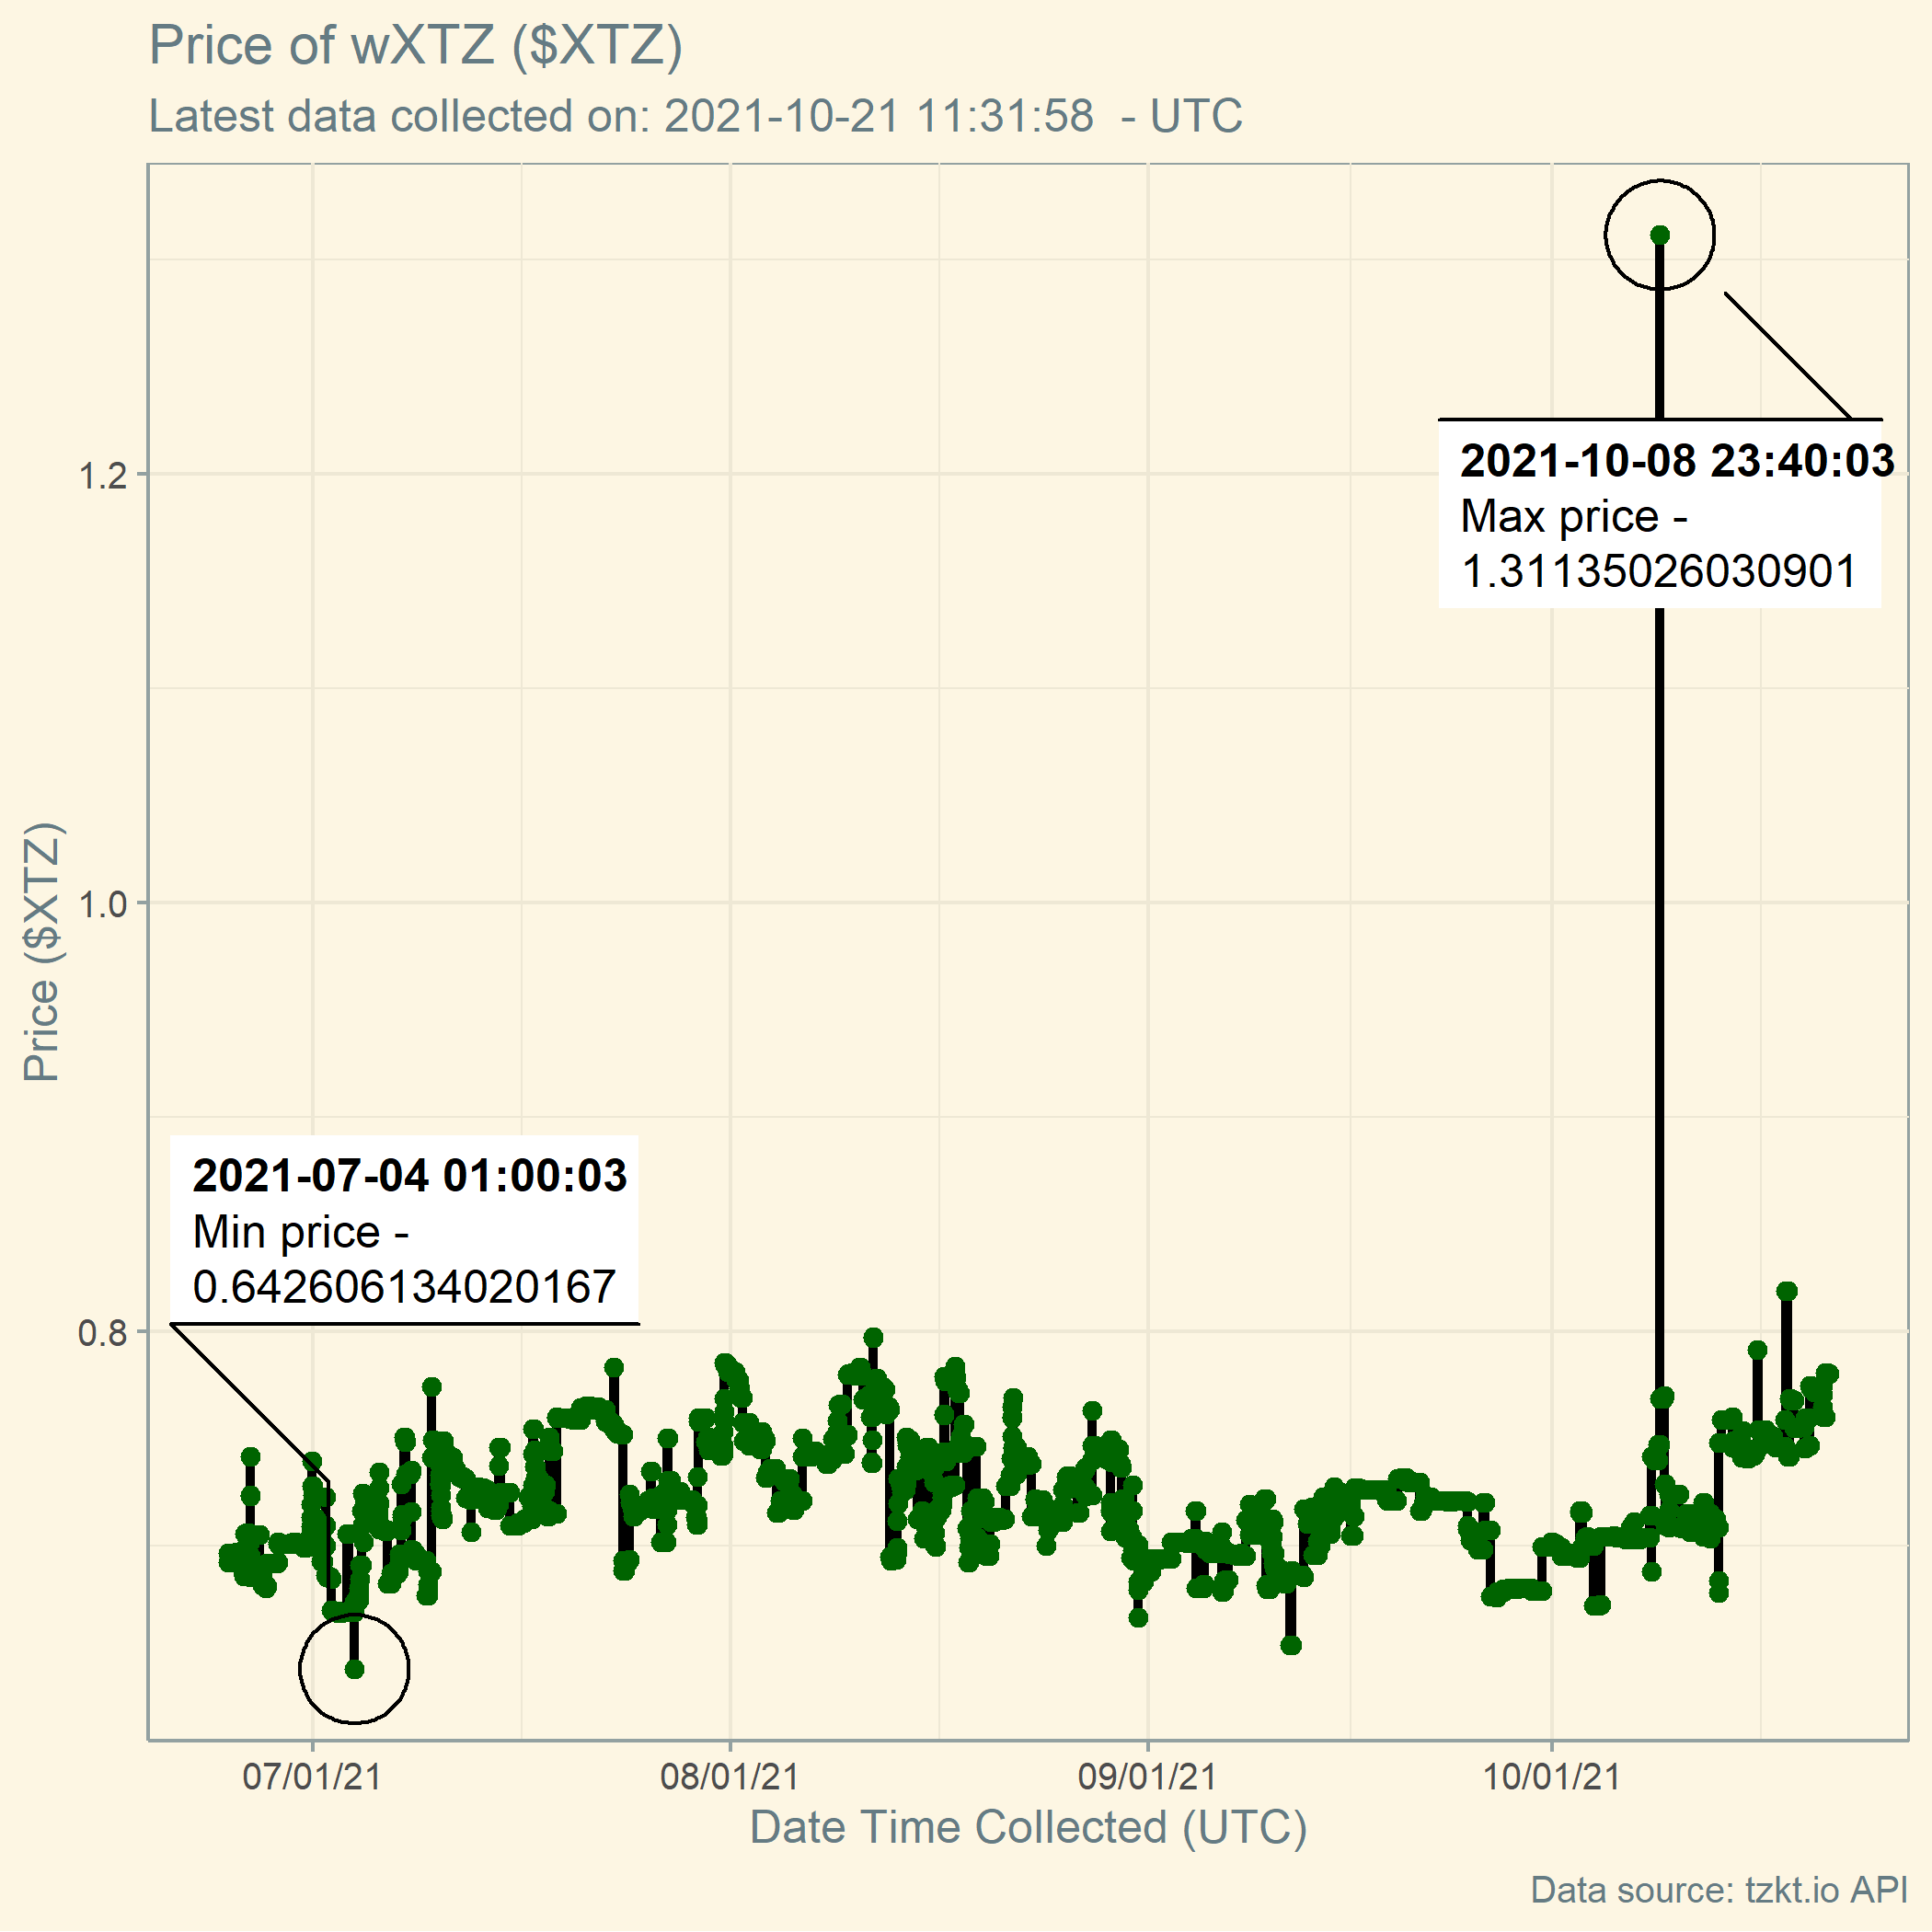 Price of wXTZ ($XTZ)
Latest data collected on: 2021-10-21 11:31:58  - UTC
2021-10-08 23:40:03
Max price -
1.31135026030901
1.2
1.0
0.8
Price ($XTZ)
2021-07-04 01:00:03
Min price -
0.642606134020167
07/01/21
08/01/21
09/01/21
10/01/21
Date Time Collected (UTC)
Data source: tzkt.io API